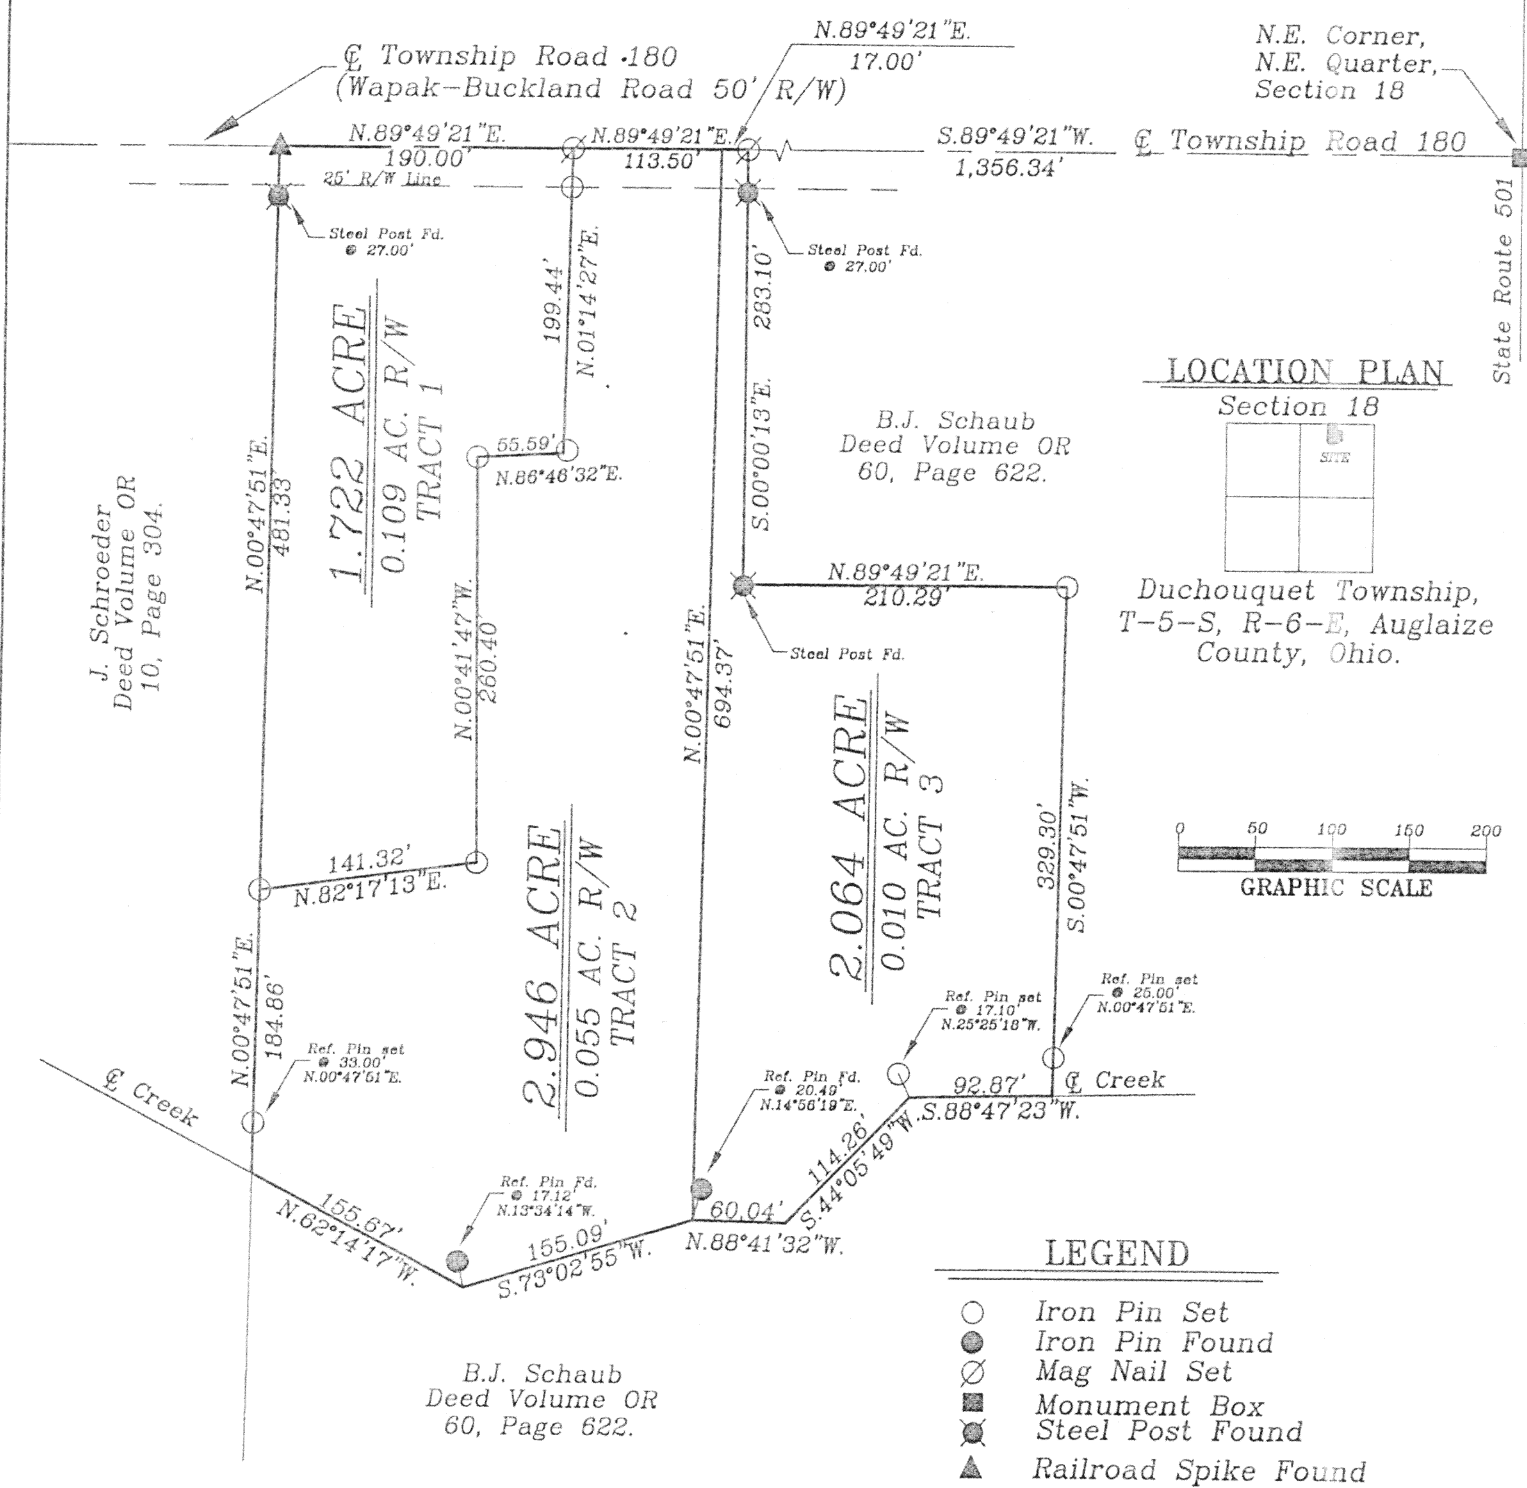 N.89°49'21"E.
17.00'
℄ Township Road 180
(Wapak-Buckland Road 50' R/W)
N.E. Corner,
N.E. Quarter,
Section 18
N.89°49'21"E.
190.00'
N.89°49'21"E.
113.50'
S.89°49'21"W.
1,356.34'
℄ Township Road 180
25' R/W Line
State Route 501
Steel Post Fd.
@ 27.00'
Steel Post Fd.
@ 27.00'
199.44'
N.01°14'27"E.
283.10'
S.00°00'13"E.
1.722 ACRE
0.109 AC. R/W
TRACT 1
N.00°47'51"E.
481.33'
55.59'
N.86°46'32"E.
B.J. Schaub
Deed Volume OR
60, Page 622.
LOCATION PLAN
Section 18
SITE
Duchouquet Township,
T-5-S, R-6-E, Auglaize
County, Ohio.
J. Schroeder
Deed Volume OR
10, Page 304.
N.00°41'47"W.
260.40'
N.89°49'21"E.
210.29'
Steel Post Fd.
N.00°47'51"E.
694.37'
2.064 ACRE
0.010 AC. R/W
TRACT 3
329.30'
S.00°47'51"W.
0 50 100 150 200
GRAPHIC SCALE
141.32'
N.82°17'13"E.
2.946 ACRE
0.055 AC. R/W
TRACT 2
N.00°47'51"E.
184.86'
Ref. Pin set
@ 33.00'
N.00°47'51"E.
Ref. Pin set
@ 17.10'
N.25°25'18"W.
Ref. Pin set
@ 25.00'
N.00°47'51"E.
℄ Creek
Ref. Pin Fd.
@ 20.49'
N.14°56'19"E.
92.87'
S.88°47'23"W.
℄ Creek
114.26'
S.44°05'49"W.
Ref. Pin Fd.
@ 17.12'
N.13°34'14"W.
155.67'
N.62°14'17"W.
155.09'
S.73°02'55"W.
60.04'
N.88°41'32"W.
B.J. Schaub
Deed Volume OR
60, Page 622.
LEGEND
Iron Pin Set
Iron Pin Found
Mag Nail Set
Monument Box
Steel Post Found
Railroad Spike Found